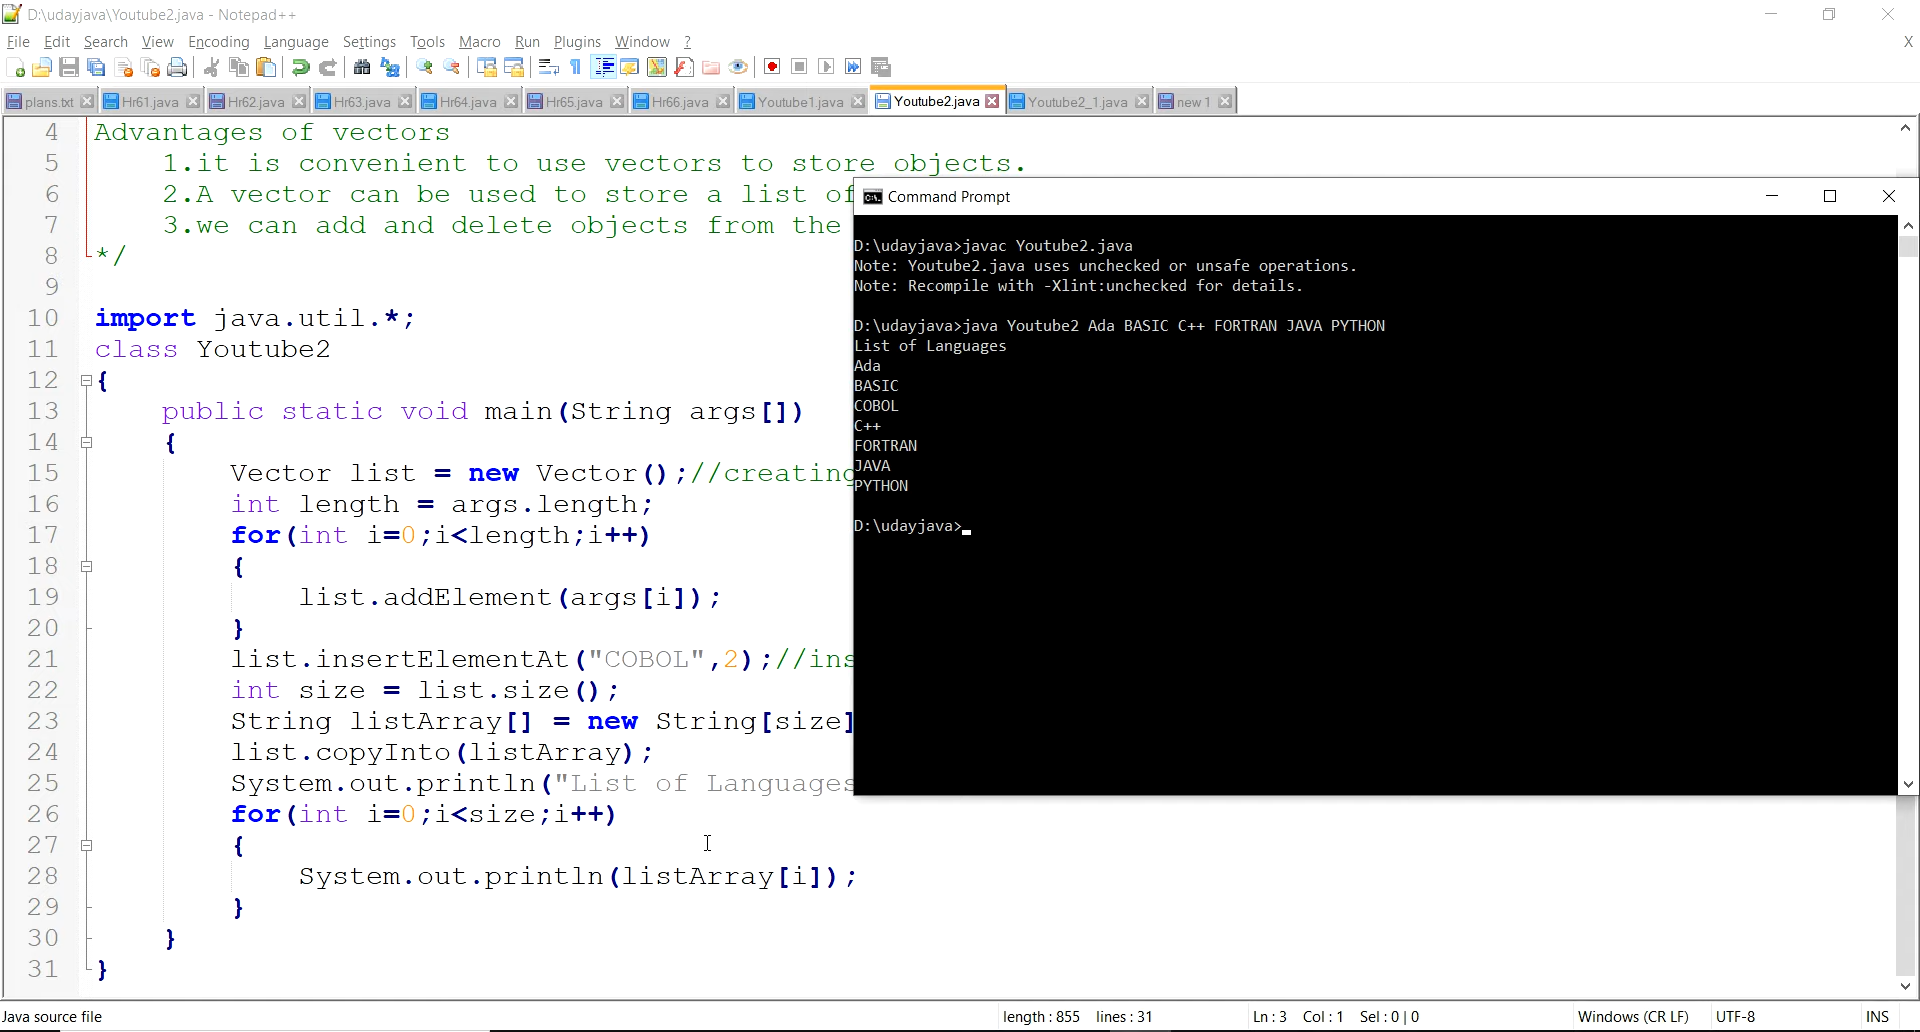 D:\udayjava\Youtube2.java - Notepad++
File Edit Search View Encoding Language Settings Tools Macro Run Plugins Window ? X
plans.txt Hr61.java Hr62.java Hr63.java Hr64.java Hr65.java Hr66.java Youtube1.java Youtube2.java Youtube2_1.java new 1
4 Advantages of vectors
5 1.it is convenient to use vectors to store objects.
6 2.A vector can be used to store a list of
7 3.we can add and delete objects from the
8 */
9
10 import java.util.*;
11 class Youtube2
12 {
13 public static void main(String args[])
14 {
15 Vector list = new Vector();//creating
16 int length = args.length;
17 for(int i=0;i<length;i++)
18 {
19 list.addElement(args[i]);
20 }
21 list.insertElementAt("COBOL",2);//ins
22 int size = list.size();
23 String listArray[] = new String[size]
24 list.copyInto(listArray);
25 System.out.println("List of Languages
26 for(int i=0;i<size;i++)
27 {
28 System.out.println(listArray[i]);
29 }
30 }
31 }
Command Prompt
D:\udayjava>javac Youtube2.java
Note: Youtube2.java uses unchecked or unsafe operations.
Note: Recompile with -Xlint:unchecked for details.
D:\udayjava>java Youtube2 Ada BASIC C++ FORTRAN JAVA PYTHON
List of Languages
Ada
BASIC
COBOL
C++
FORTRAN
JAVA
PYTHON
D:\udayjava>
Java source file length : 855 lines : 31 Ln : 3 Col : 1 Sel : 0 | 0 Windows (CR LF) UTF-8 INS